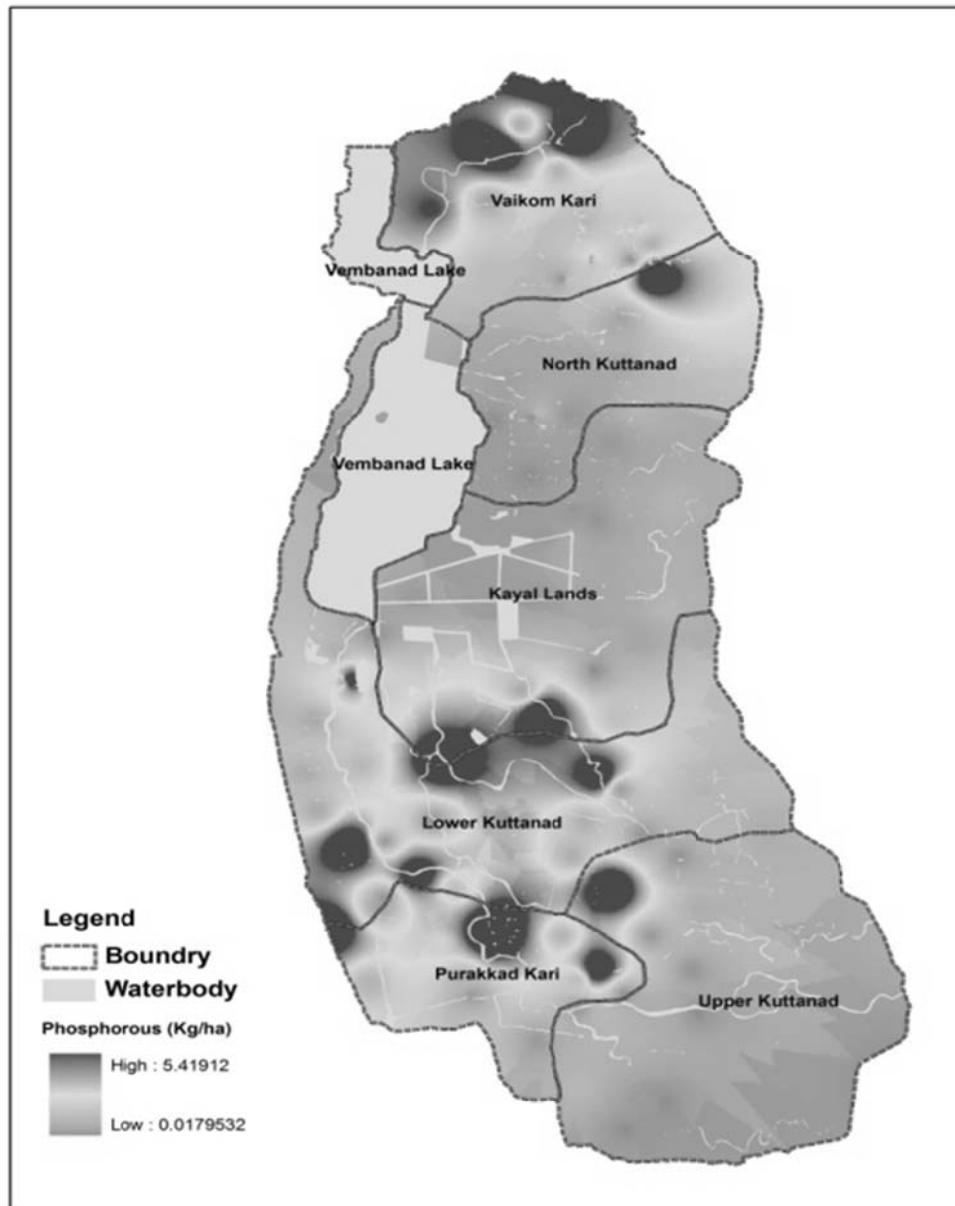 Vaikom Kari
Vembanad Lake
North Kuttanad
Vembanad Lake
Kayal Lands
Lower Kuttanad
Purakkad Kari
Upper Kuttanad
Legend
Boundry
Waterbody
Phosphorous (Kg/ha)
High : 5.41912
Low : 0.0179532